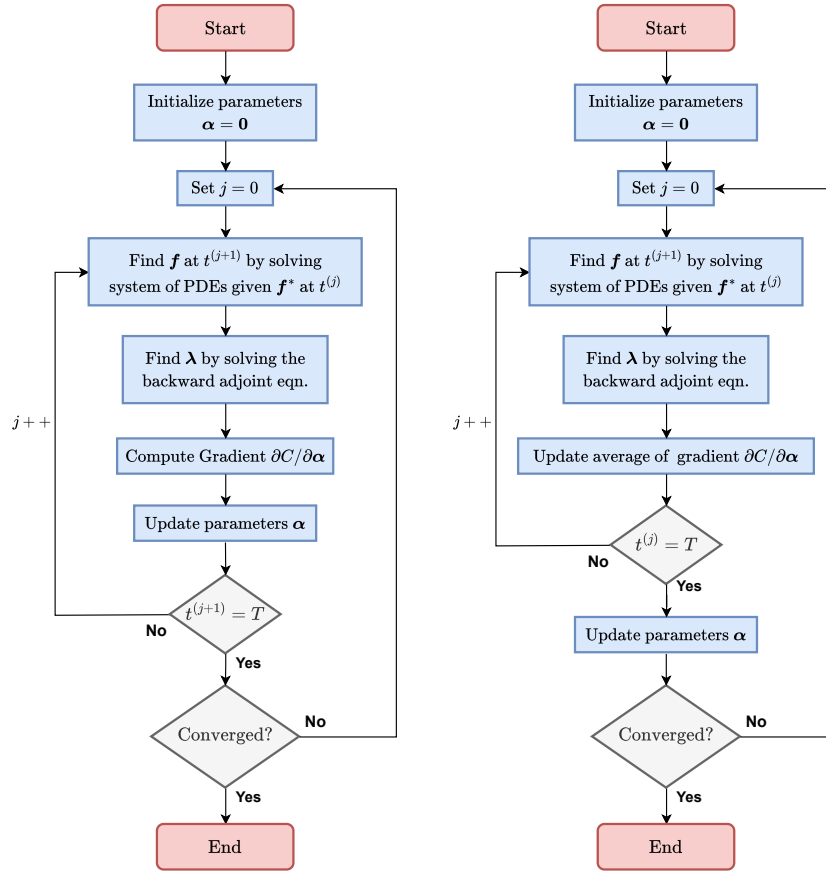 Start
Initialize parameters
α = 0
Set j = 0
Find f at t^(j+1) by solving
system of PDEs given f* at t^(j)
Find λ by solving the
backward adjoint eqn.
j++
Compute Gradient ∂C/∂α
Update parameters α
t^(j+1) = T
No
Yes
Converged?
No
Yes
End
Start
Initialize parameters
α = 0
Set j = 0
Find f at t^(j+1) by solving
system of PDEs given f* at t^(j)
Find λ by solving the
backward adjoint eqn.
j++
Update average of gradient ∂C/∂α
t^(j) = T
No
Yes
Update parameters α
Converged?
No
Yes
End